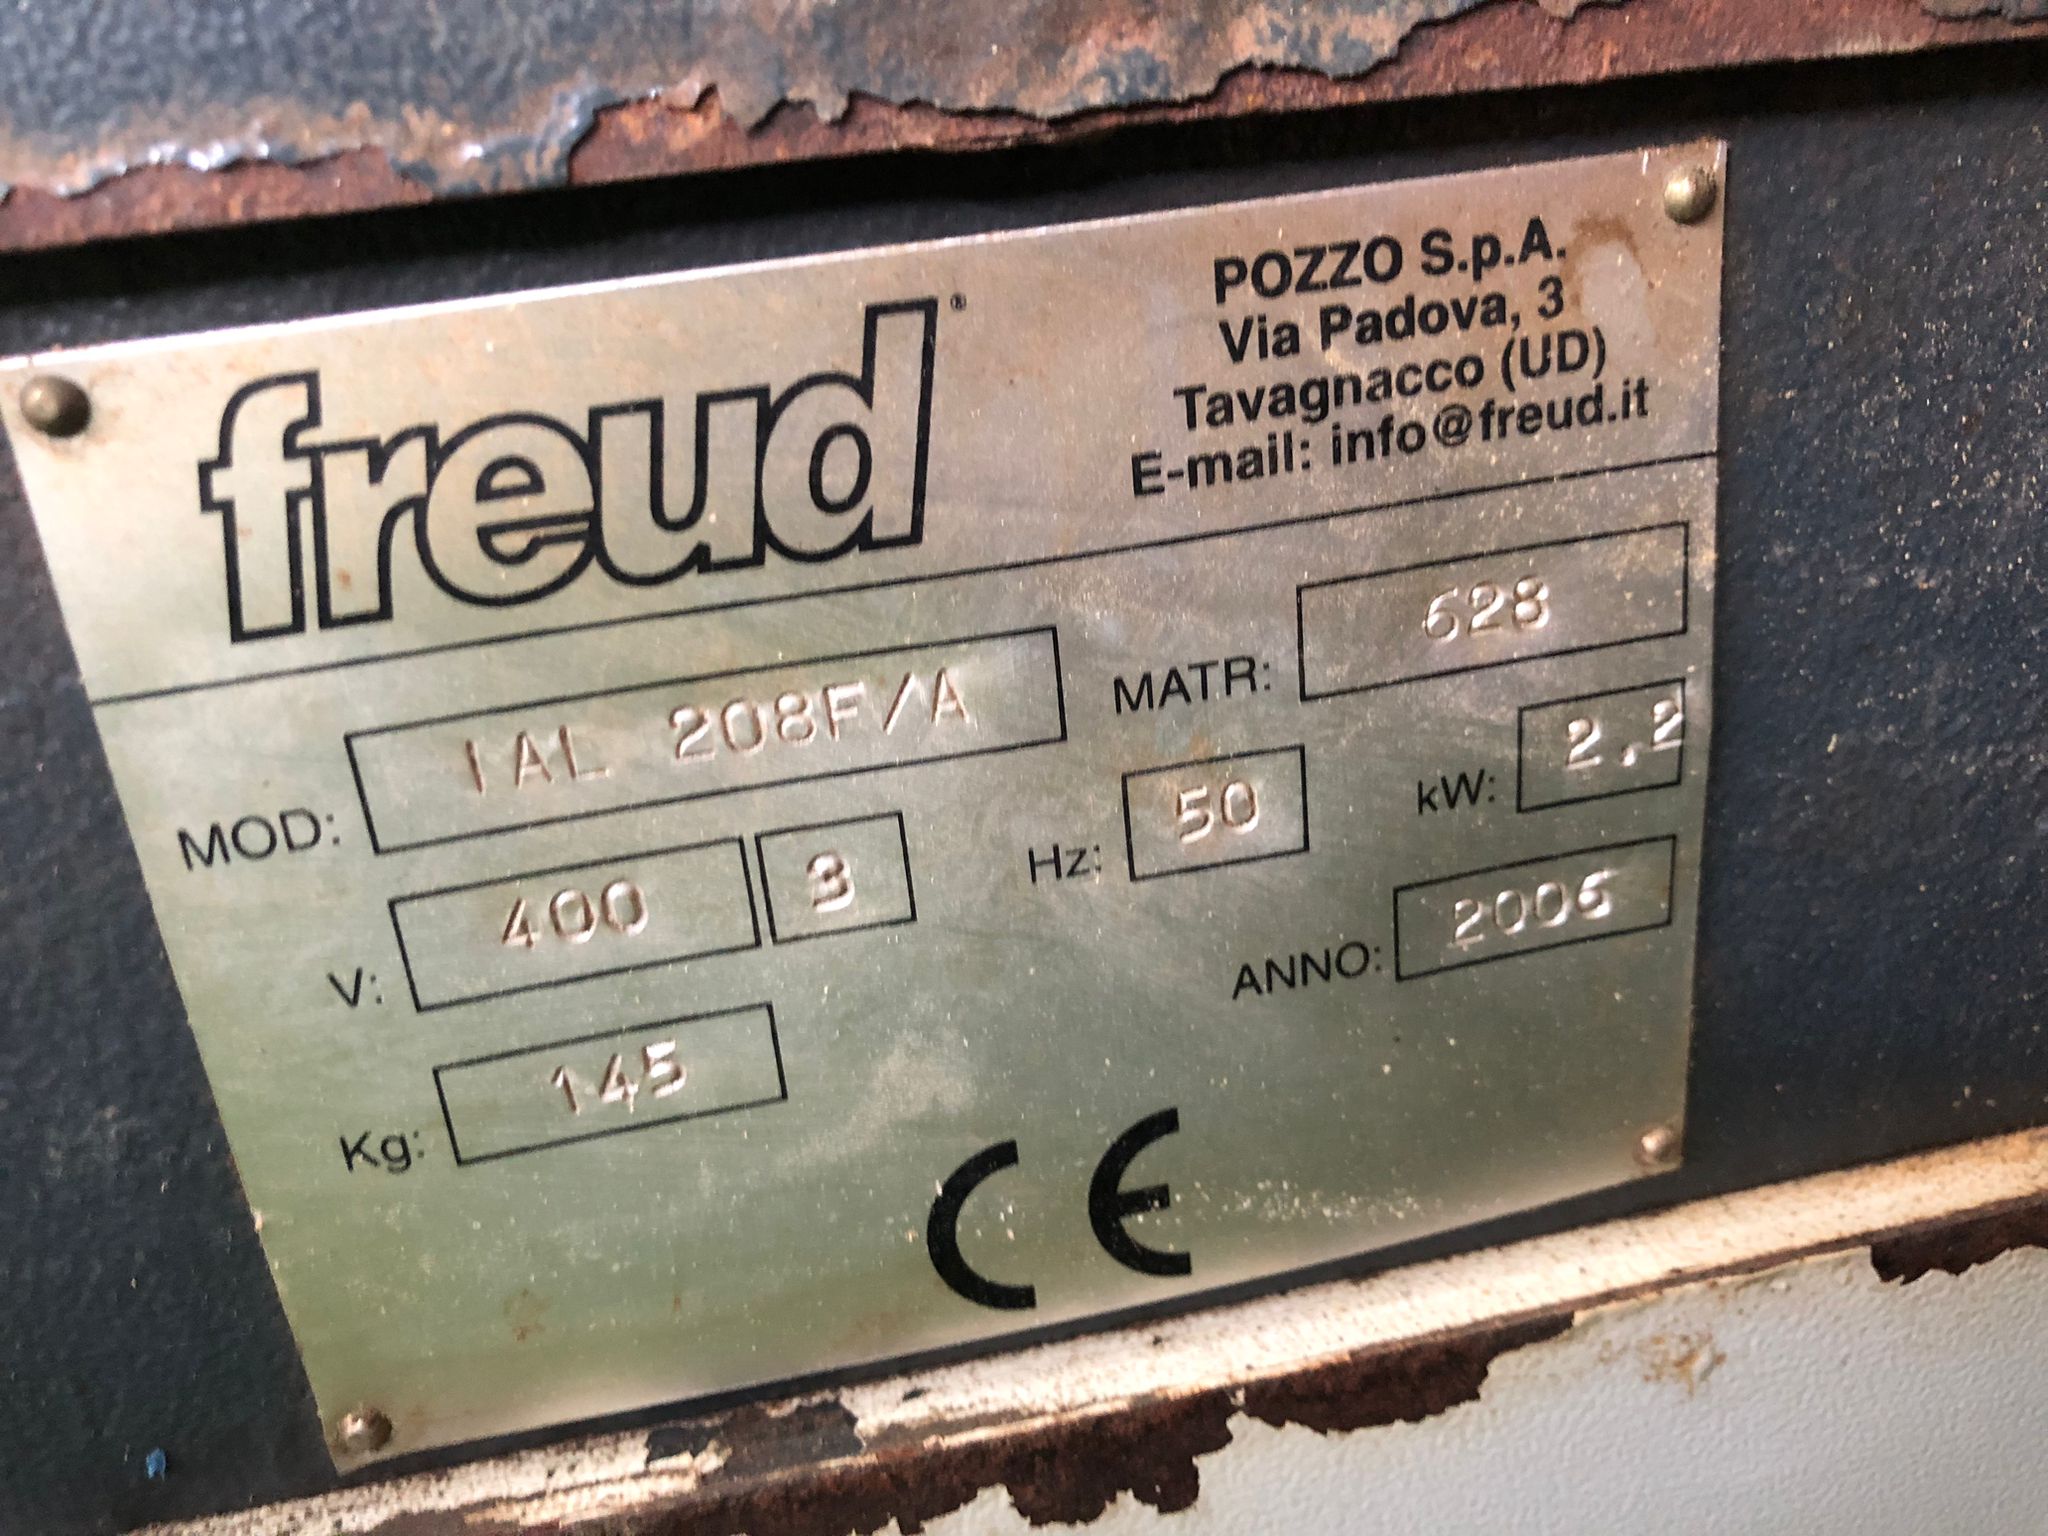 freud®
POZZO S.p.A.
Via Padova, 3
Tavagnacco (UD)
E-mail: info@freud.it
MOD: IAL 208F/A MATR: 628
V: 400 3 Hz: 50 kW: 2,2
Kg: 145 ANNO: 2006
CE